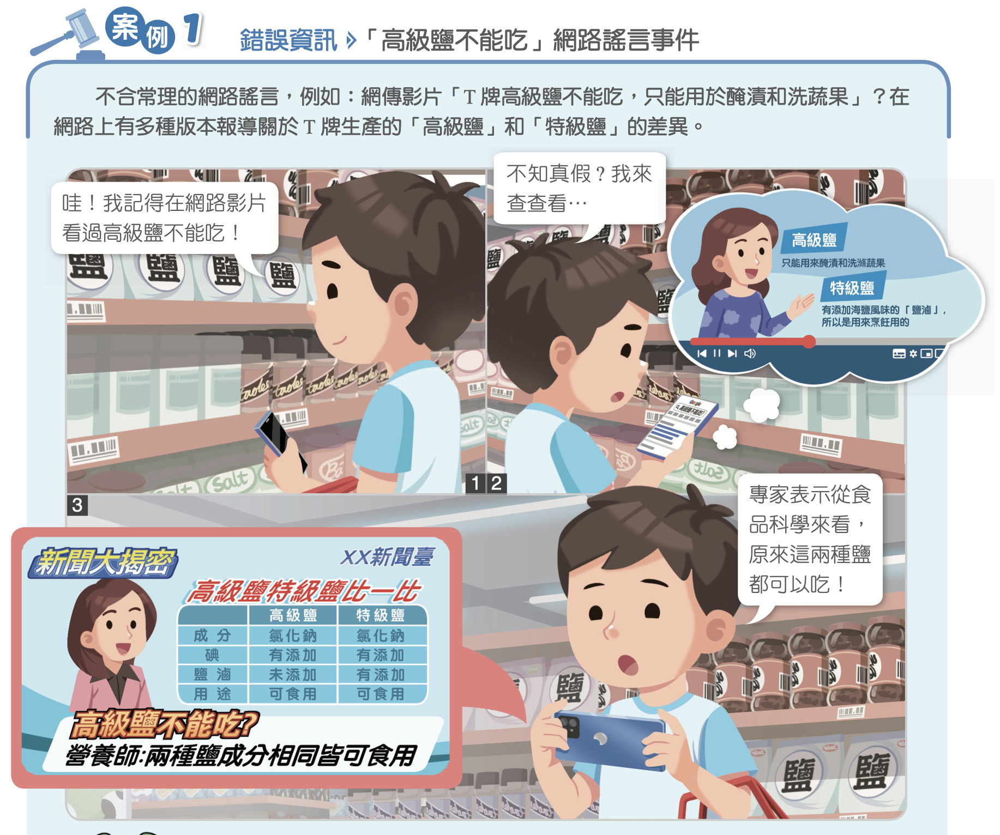 案例1
錯誤資訊 »「高級鹽不能吃」網路謠言事件
不合常理的網路謠言,例如:網傳影片「T 牌高級鹽不能吃,只能用於醃漬和洗蔬果」?在
網路上有多種版本報導關於 T 牌生產的「高級鹽」和「特級鹽」的差異。
哇!我記得在網路影片
看過高級鹽不能吃!
鹽
鹽
鹽
鹽
Salt
1
不知真假?我來
查查看…
高級鹽
只能用來醃漬和洗滌蔬果
特級鹽
有添加海鹽風味的「鹽滷」,
所以是用來烹飪用的
鹽
鹽
Google
高級鹽不能吃?
2
3
專家表示從食
品科學來看,
原來這兩種鹽
都可以吃!
新聞大揭密
XX新聞臺
高級鹽特級鹽比一比
高級鹽 特級鹽
成分 氯化鈉 氯化鈉
碘 有添加 有添加
鹽滷 未添加 有添加
用途 可食用 可食用
高級鹽不能吃?
營養師:兩種鹽成分相同皆可食用
鹽
鹽
鹽